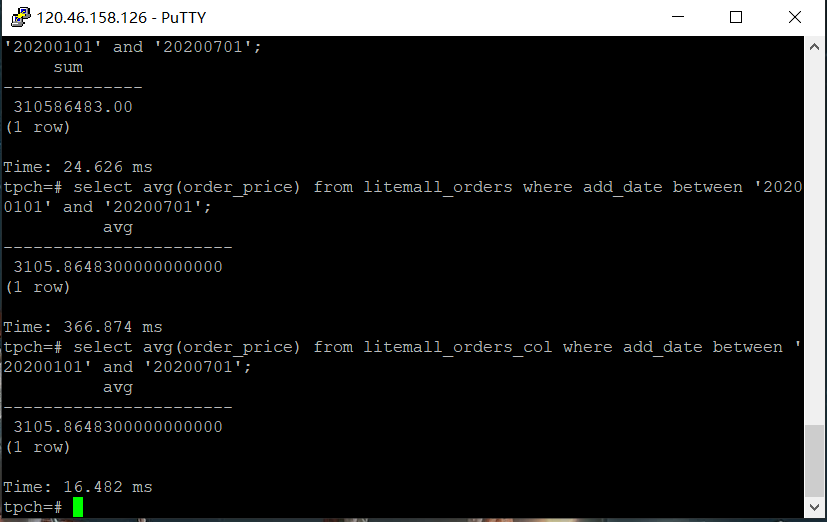 120.46.158.126 - PuTTY
'20200101' and '20200701';
sum
--------------
310586483.00
(1 row)
Time: 24.626 ms
tpch=# select avg(order_price) from litemall_orders where add_date between '2020
0101' and '20200701';
avg
-----------------------
3105.8648300000000000
(1 row)
Time: 366.874 ms
tpch=# select avg(order_price) from litemall_orders_col where add_date between '
20200101' and '20200701';
avg
-----------------------
3105.8648300000000000
(1 row)
Time: 16.482 ms
tpch=#